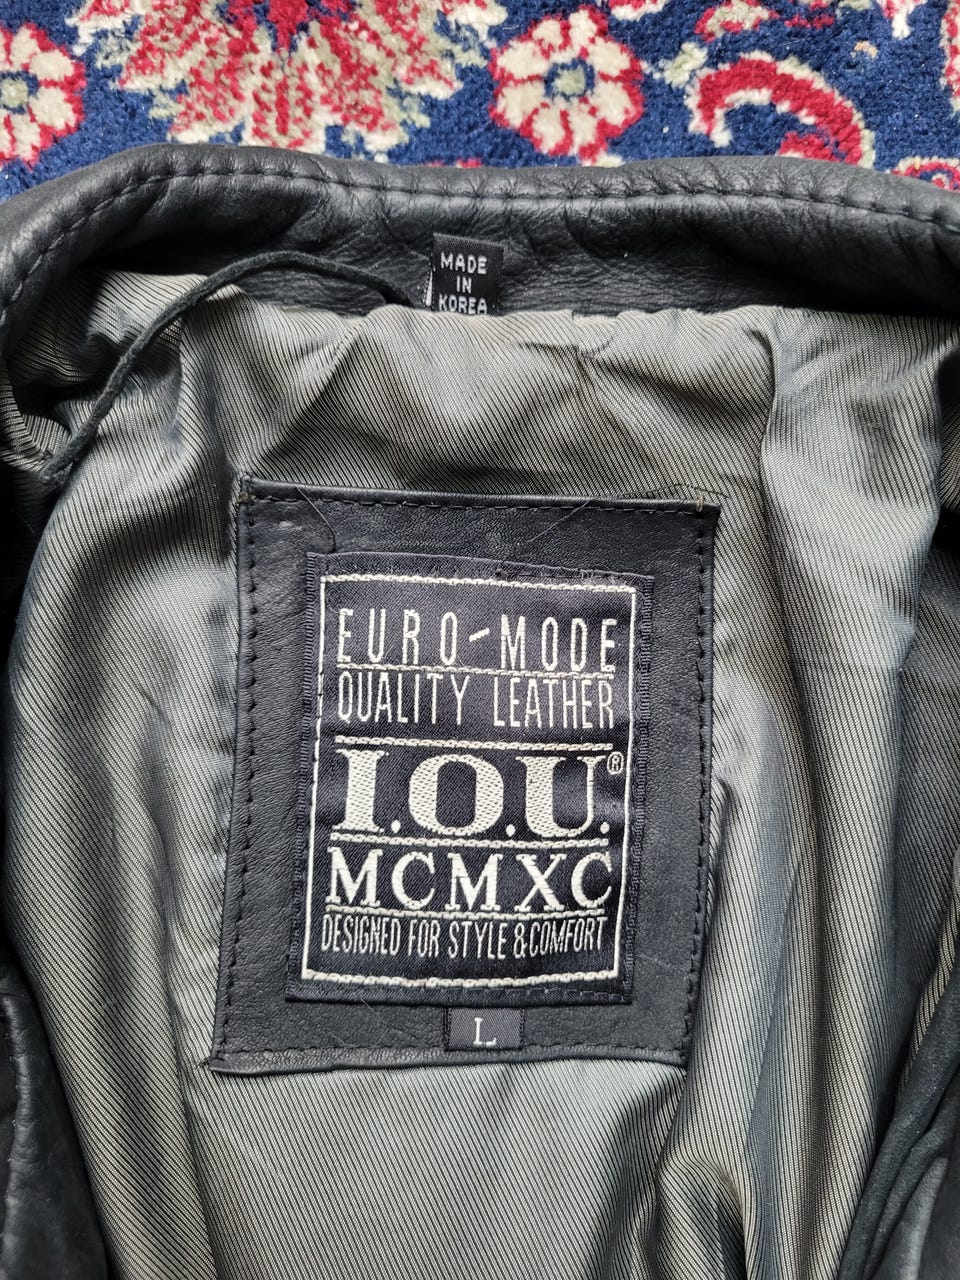 MADE
IN
KOREA
EURO-MODE
QUALITY LEATHER
I.O.U.®
MCMXC
DESIGNED FOR STYLE & COMFORT
L